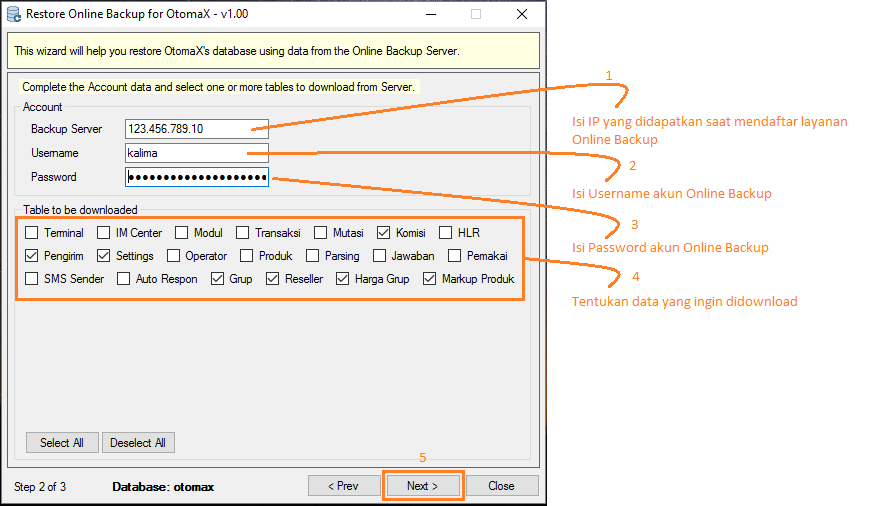 Restore Online Backup for OtomaX - v1.00
This wizard will help you restore OtomaX's database using data from the Online Backup Server.
Complete the Account data and select one or more tables to download from Server.
Account
Backup Server 123.456.789.10
Username kalima
Password ●●●●●●●●●●●●●●●●●●●●
1
Isi IP yang didapatkan saat mendaftar layanan
Online Backup
2
Isi Username akun Online Backup
3
Isi Password akun Online Backup
4
Tentukan data yang ingin didownload
Table to be downloaded
Terminal IM Center Modul Transaksi Mutasi Komisi HLR
Pengirim Settings Operator Produk Parsing Jawaban Pemakai
SMS Sender Auto Respon Grup Reseller Harga Grup Markup Produk
Select All Deselect All
5
Step 2 of 3 Database: otomax < Prev Next > Close